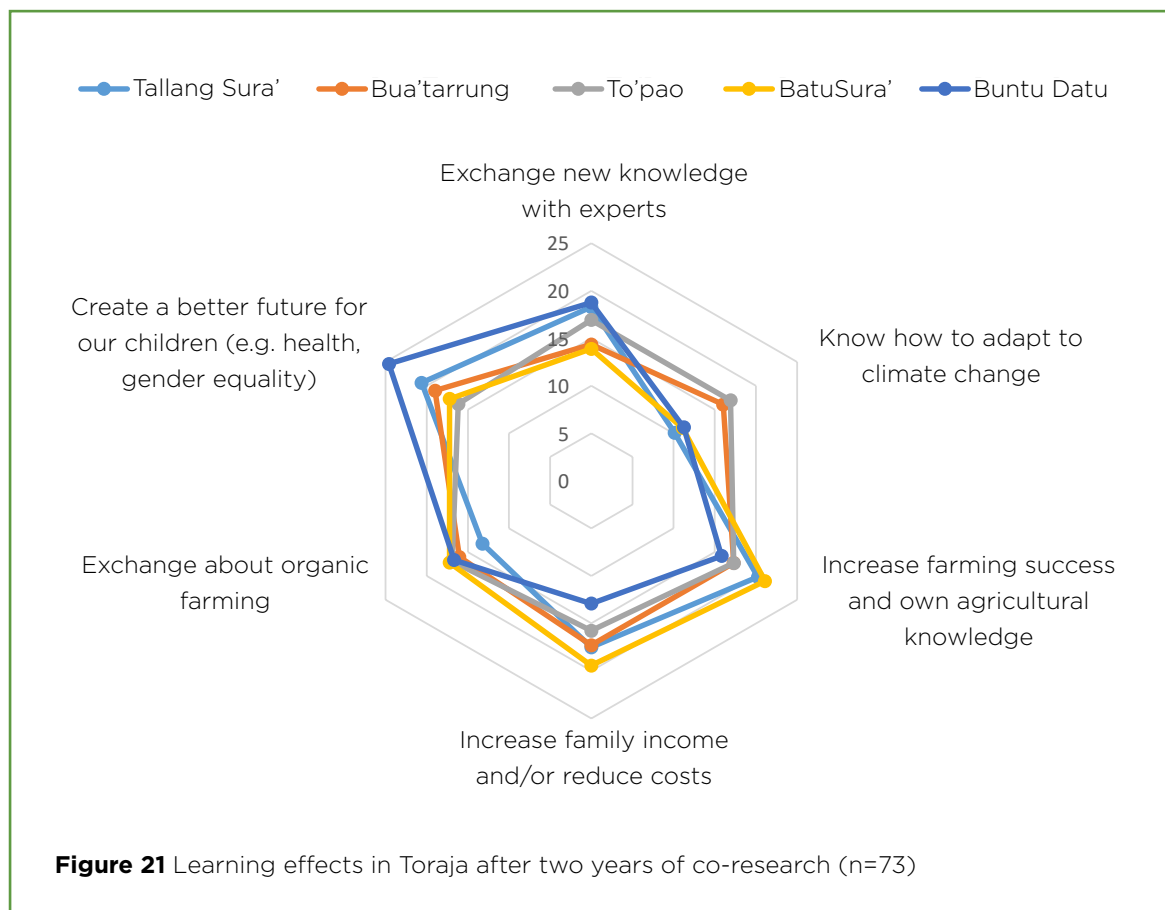 Tallang Sura’ Bua’tarrung To’pao BatuSura’ Buntu Datu
Exchange new knowledge
with experts
25
20
15
10
5
0
Know how to adapt to
climate change
Increase farming success
and own agricultural
knowledge
Increase family income
and/or reduce costs
Exchange about organic
farming
Create a better future for
our children (e.g. health,
gender equality)
Figure 21 Learning effects in Toraja after two years of co-research (n=73)